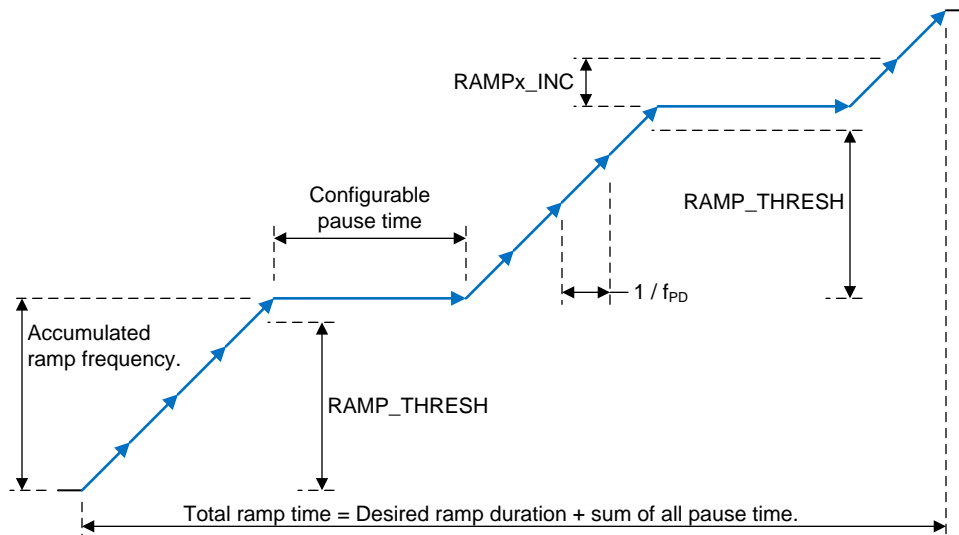 RAMPx_INC
Configurable
pause time
RAMP_THRESH
1 / fPD
Accumulated
ramp frequency.
RAMP_THRESH
Total ramp time = Desired ramp duration + sum of all pause time.